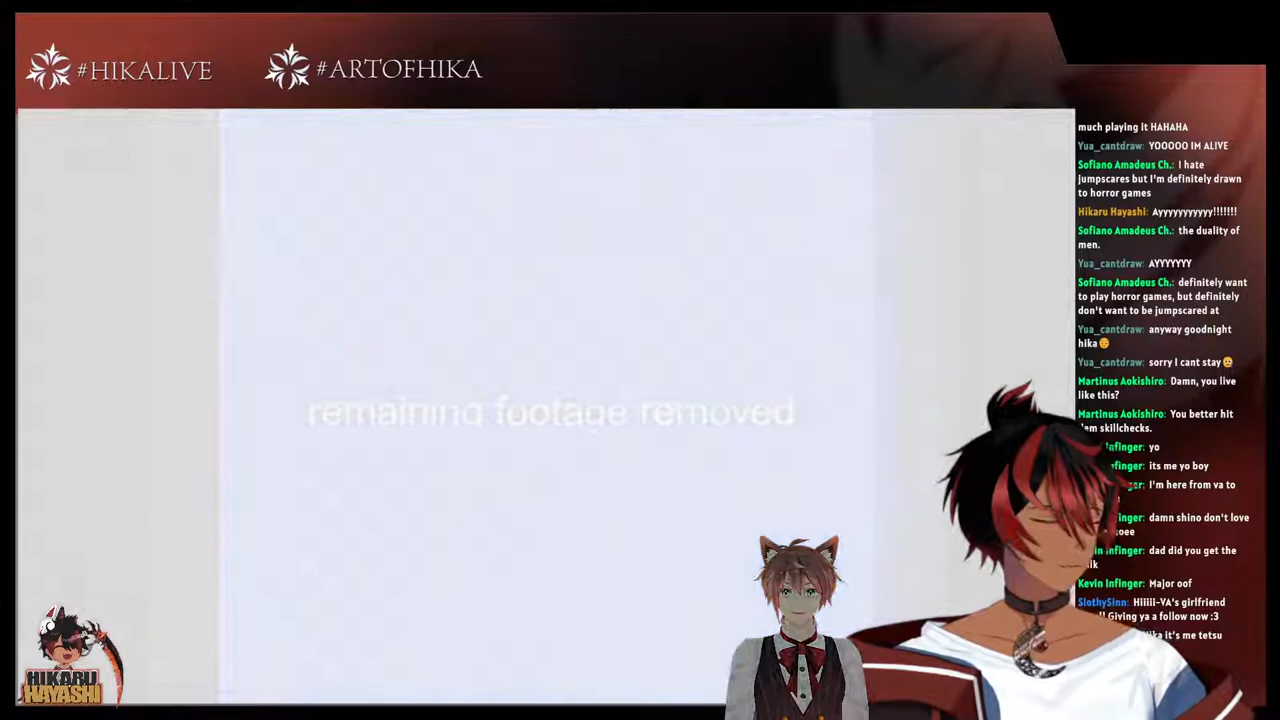 #HIKALIVE
#ARTOFHIKA
much playing it HAHAHA
Yua_cantdraw: YOOOOO IM ALIVE
Sofiano Amadeus Ch.: I hate
jumpscares but I'm definitely drawn
to horror games
Hikaru Hayashi: Ayyyyyyyyyyy!!!!!!!
Sofiano Amadeus Ch.: the duality of
men.
Yua_cantdraw: AYYYYYYY
Sofiano Amadeus Ch.: definitely want
to play horror games, but definitely
don't want to be jumpscared at
Yua_cantdraw: anyway goodnight
hika
Yua_cantdraw: sorry I cant stay
Martinus Aokishiro: Damn, you live
like this?
Martinus Aokishiro: You better hit
skillchecks.
Infinger: yo
its me yo boy
I'm here from va to
damn shino don't love
Infinger: dad did you get the
Kevin Infinger: Major oof
SlothySinn: Hiiiiii-VA's girlfriend
Giving ya a follow now :3
it's me tetsu
remaining footage removed
HIKARU
HAYASHI